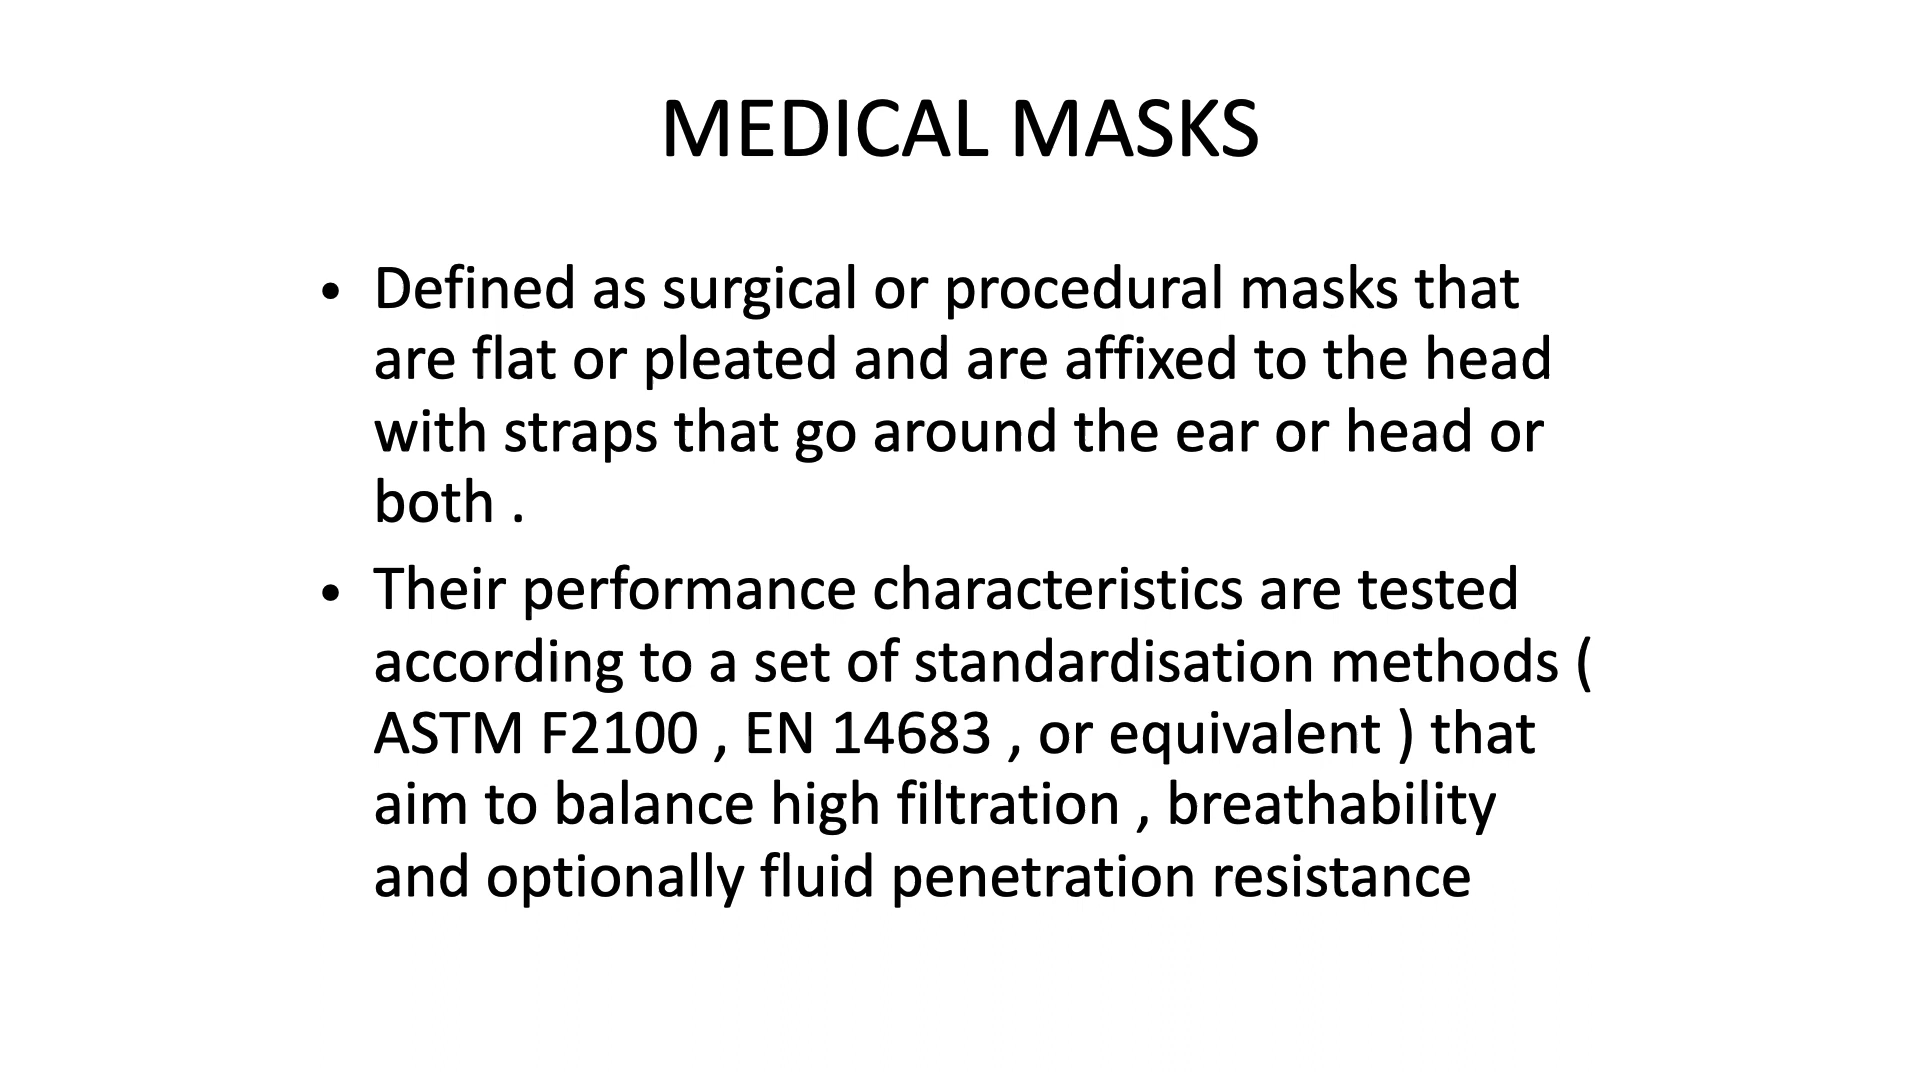 MEDICAL MASKS
• Defined as surgical or procedural masks that
are flat or pleated and are affixed to the head
with straps that go around the ear or head or
both .
• Their performance characteristics are tested
according to a set of standardisation methods (
ASTM F2100 , EN 14683 , or equivalent ) that
aim to balance high filtration , breathability
and optionally fluid penetration resistance